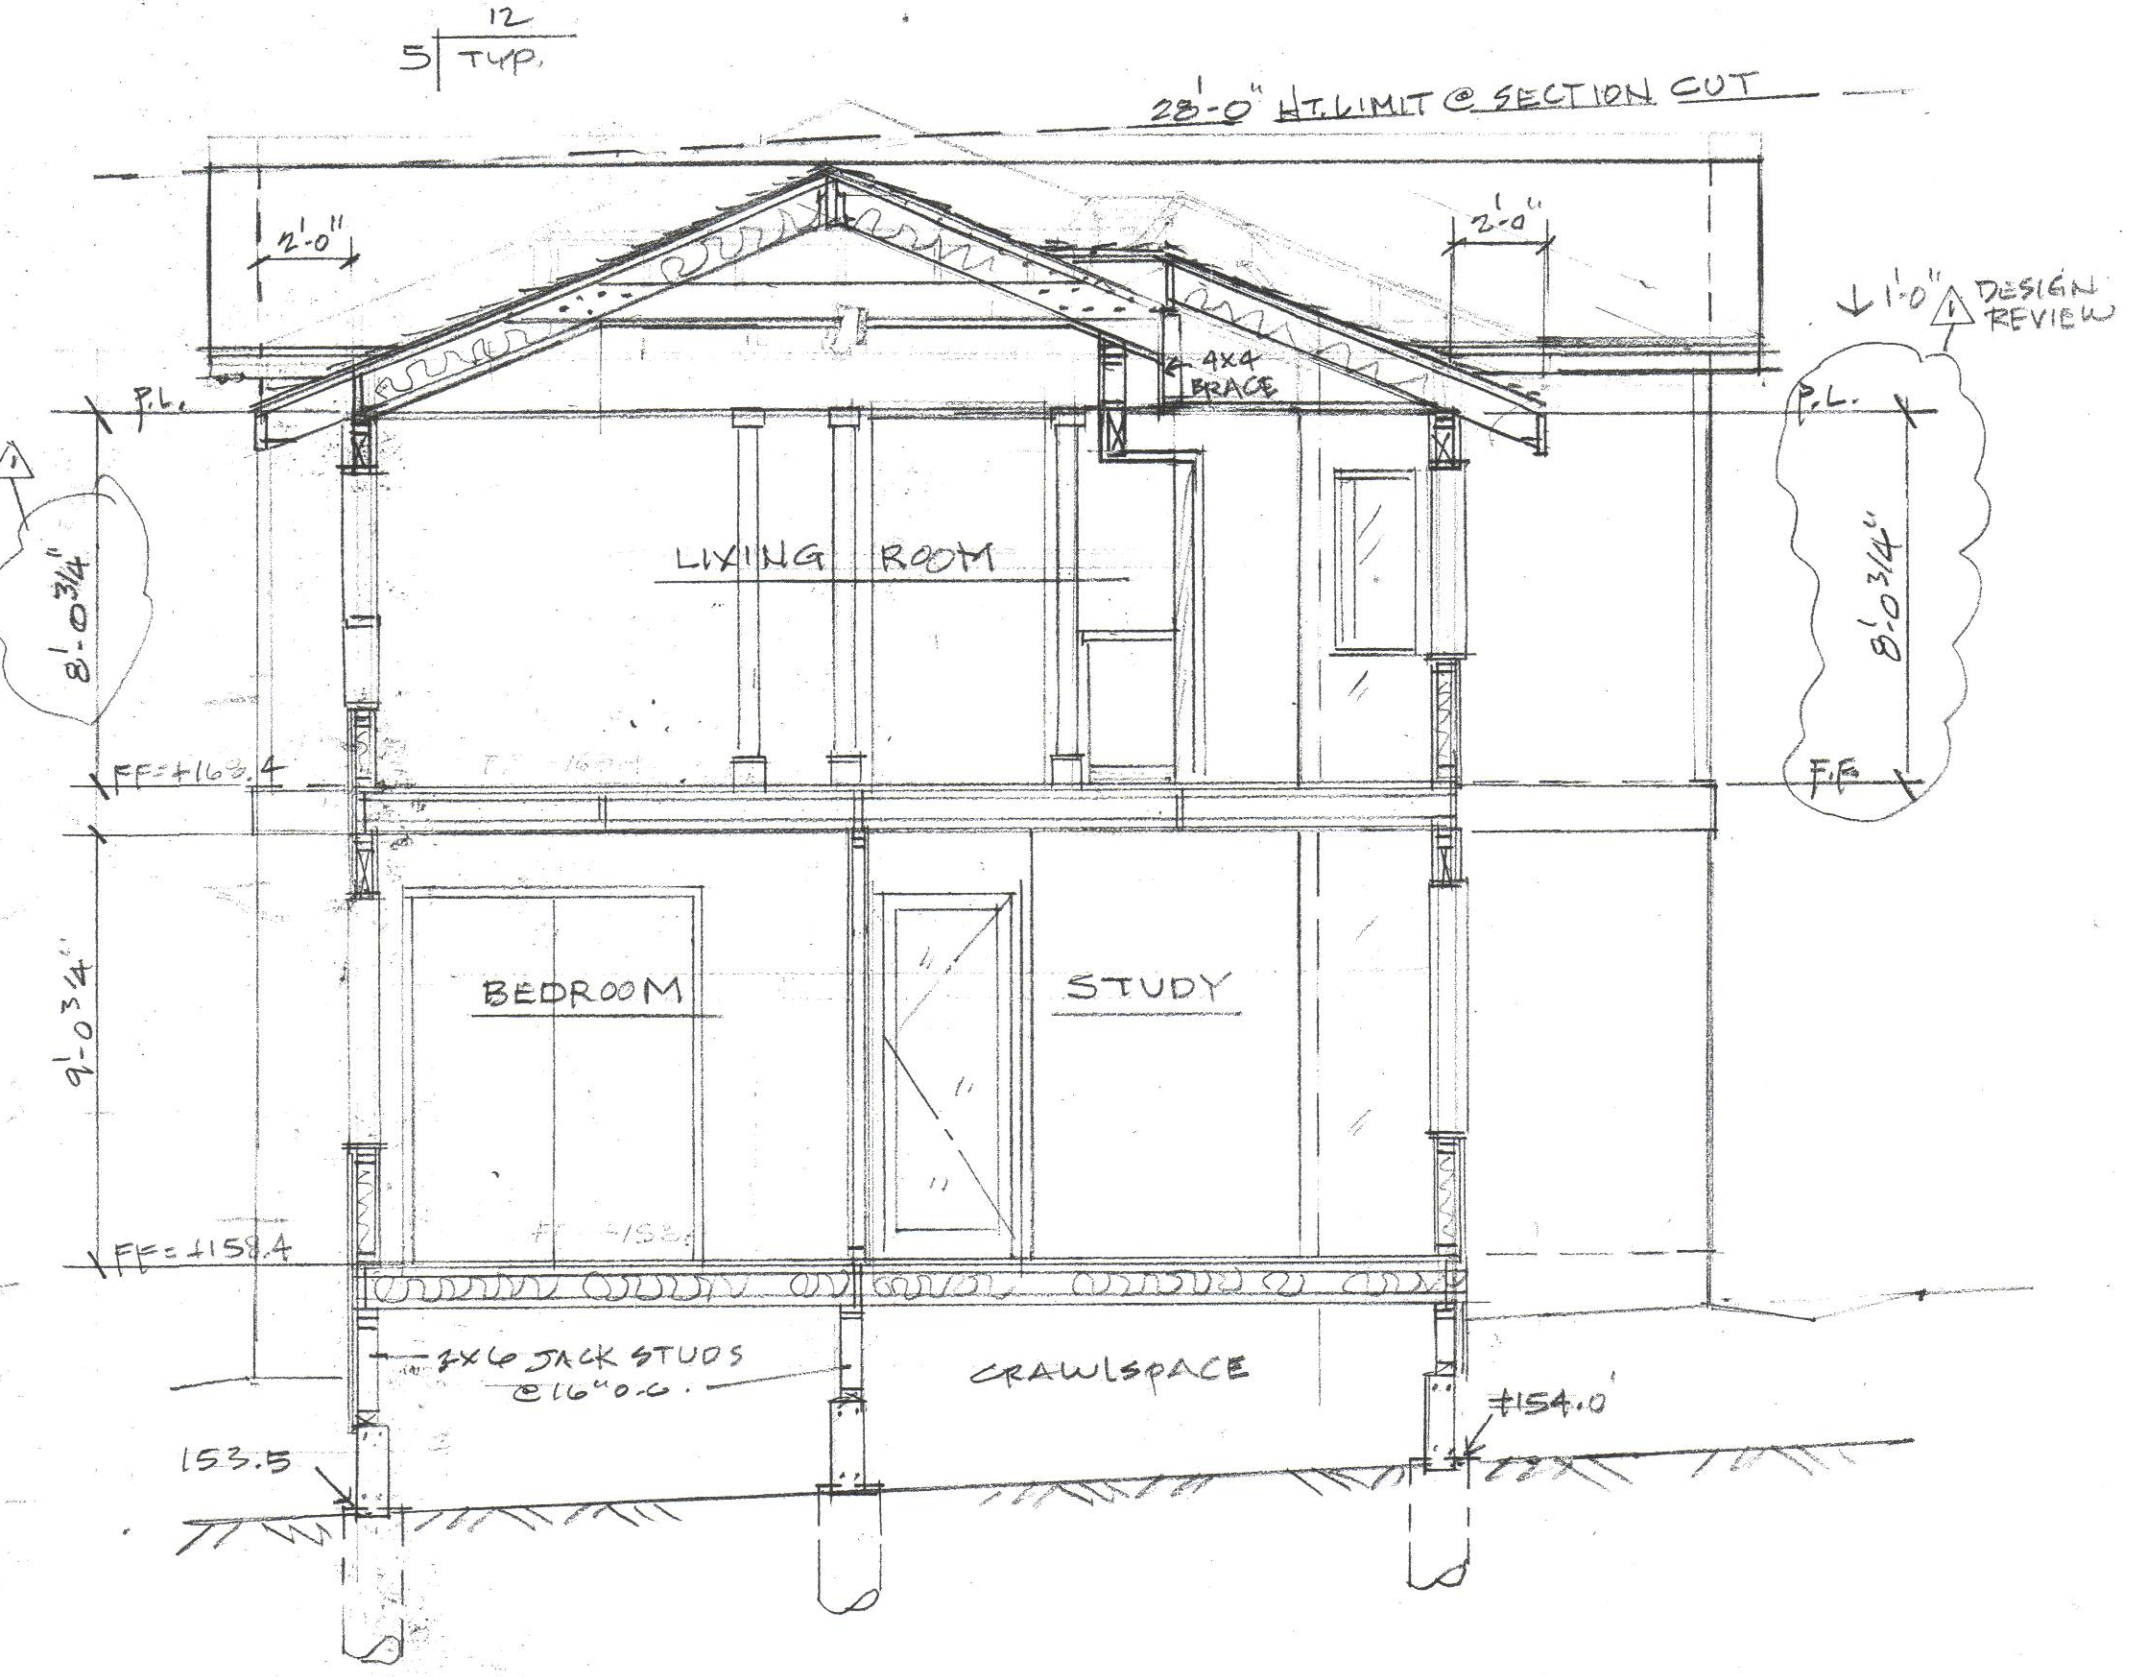 12
5 TYP.
28'-0" HT. LIMIT @ SECTION CUT
2'-0"
2'-0"
↓ 1'-0" 1 DESIGN
REVIEW
P.L.
4X4
BRACE
P.L.
1
8'-0 3/4"
LIVING ROOM
8'-0 3/4"
FF=+168.4
F.F.
9'-0 3/4"
BEDROOM
STUDY
FF=+158.4
2X6 JACK STUDS
@ 16" O.C.
CRAWLSPACE
153.5
+154.0'